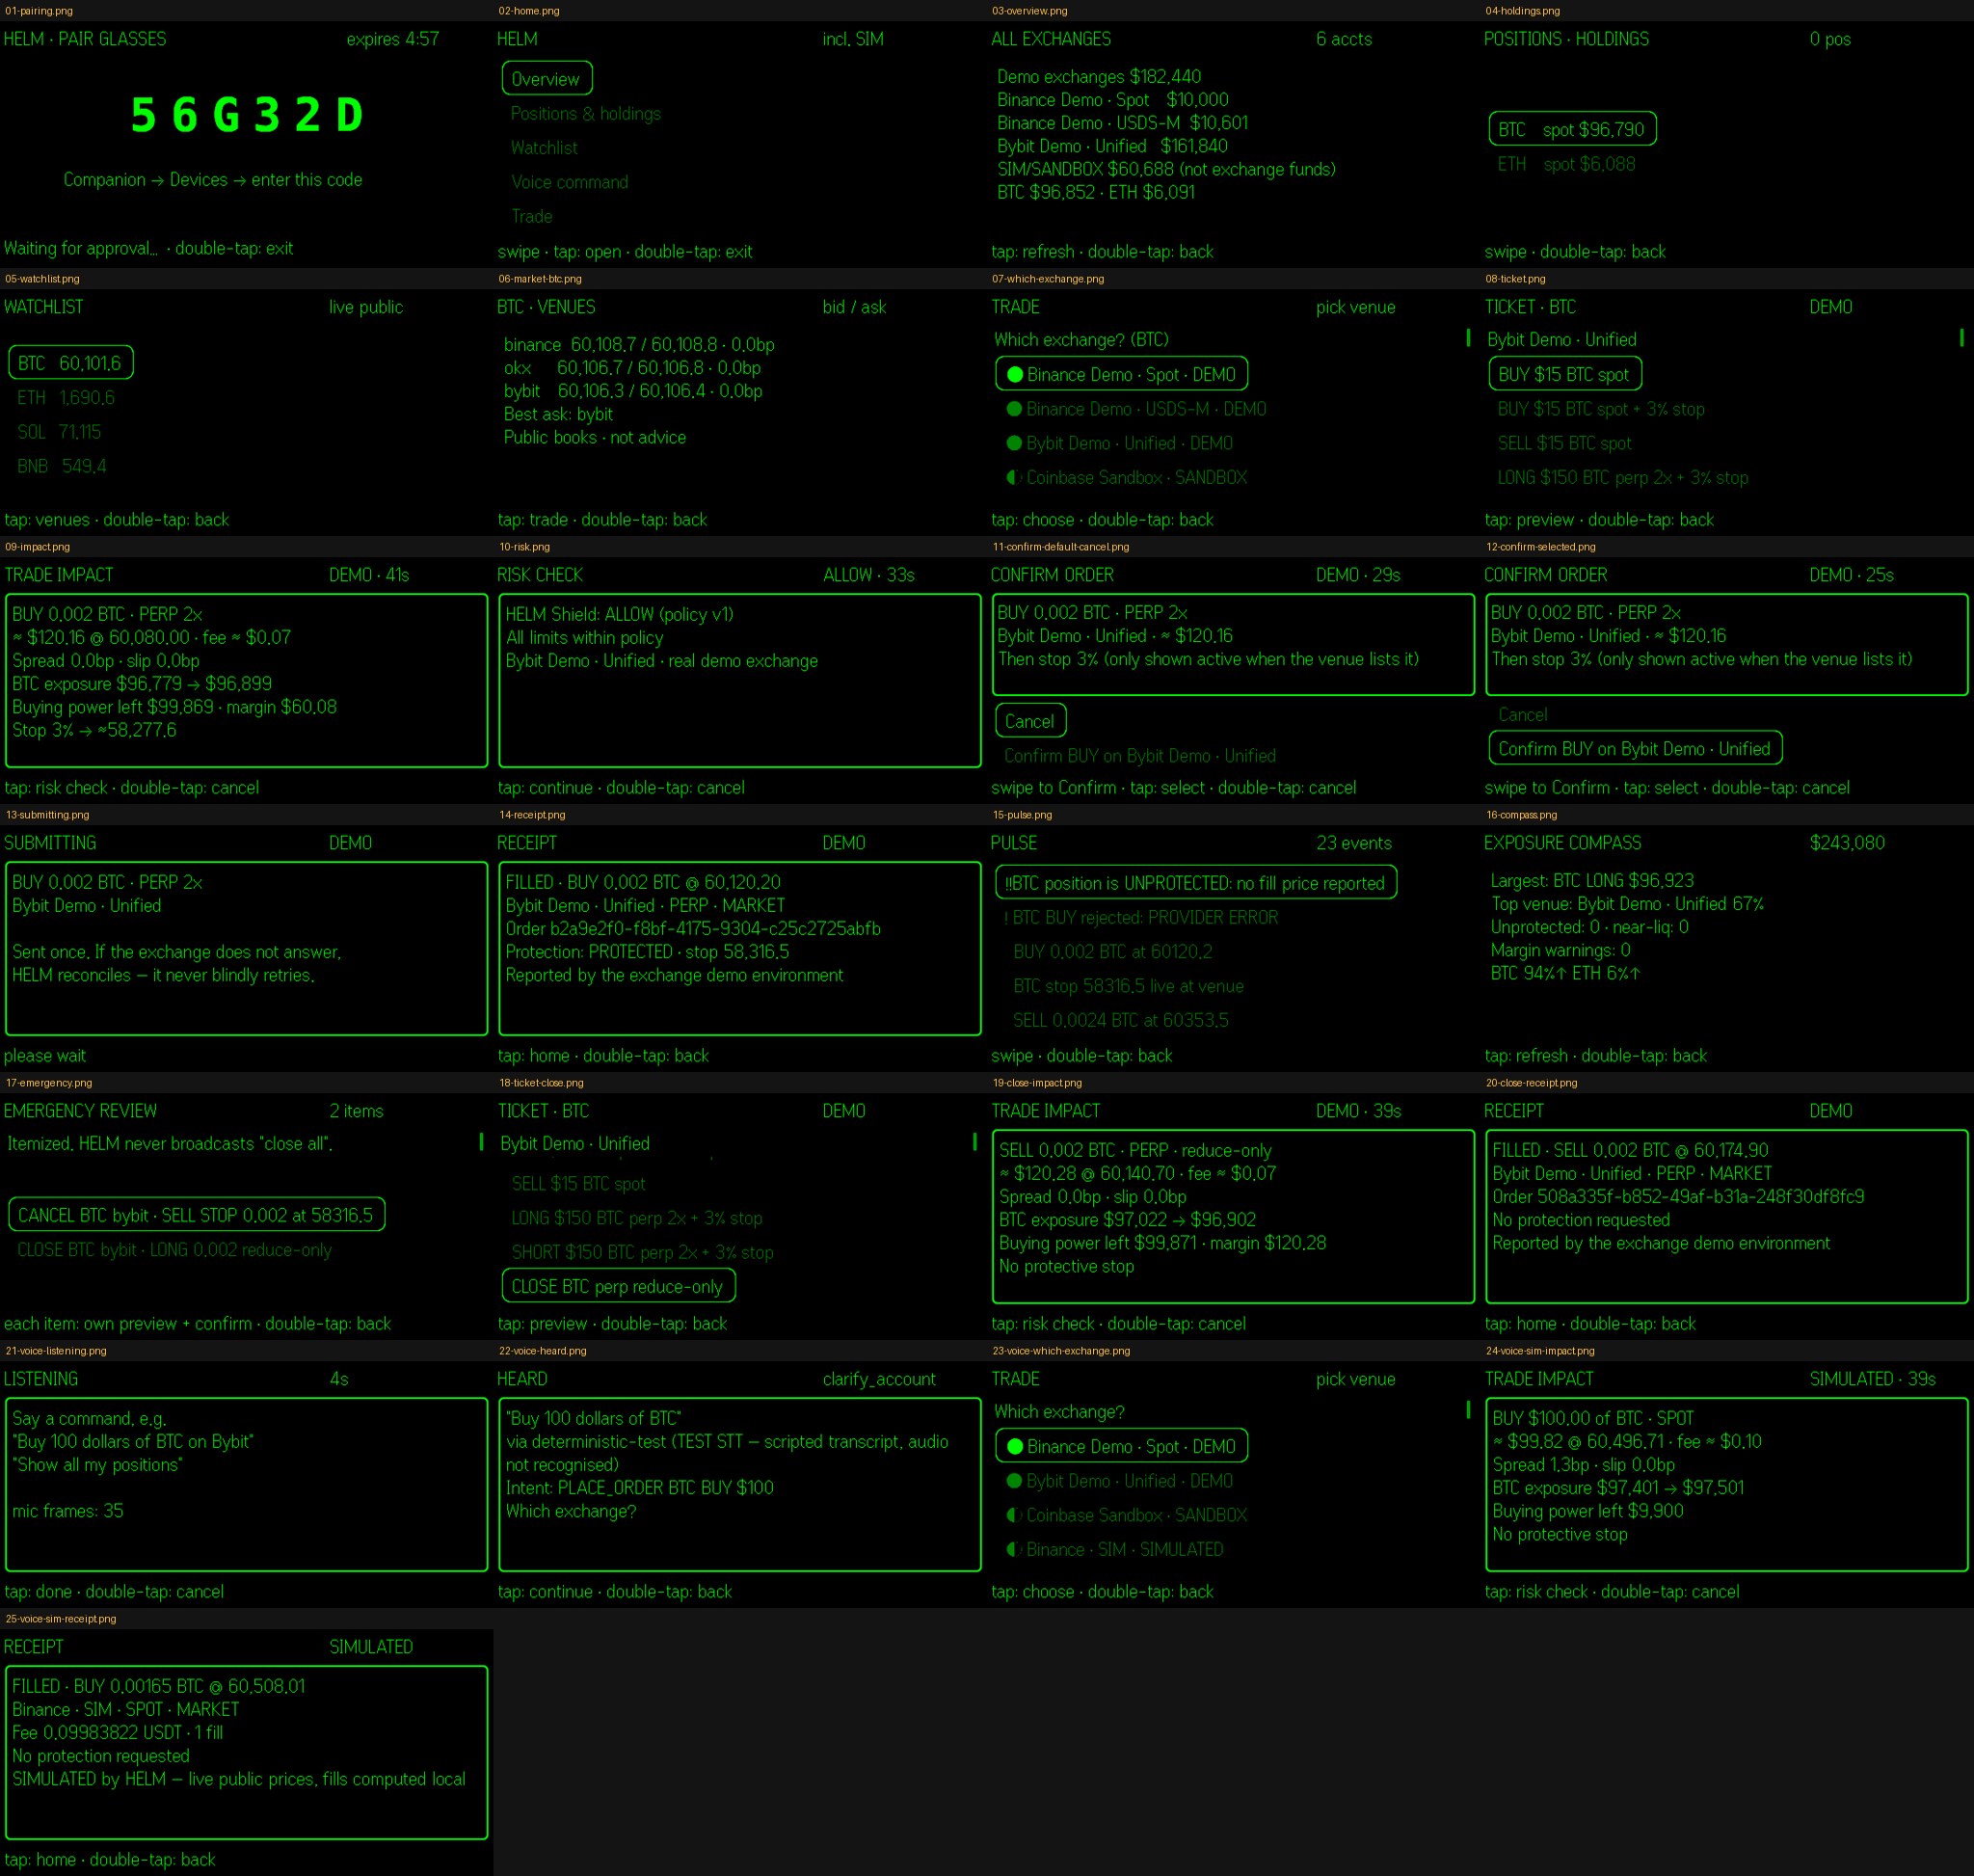 01-pairing.png
HELM · PAIR GLASSES expires 4:57
56G32D
Companion → Devices → enter this code
Waiting for approval… · double-tap: exit
02-home.png
HELM incl. SIM
Overview
Positions & holdings
Watchlist
Voice command
Trade
swipe · tap: open · double-tap: exit
03-overview.png
ALL EXCHANGES 6 accts
Demo exchanges $182,440
Binance Demo · Spot $10,000
Binance Demo · USDS-M $10,601
Bybit Demo · Unified $161,840
SIM/SANDBOX $60,688 (not exchange funds)
BTC $96,852 · ETH $6,091
tap: refresh · double-tap: back
04-holdings.png
POSITIONS · HOLDINGS 0 pos
BTC spot $96,790
ETH spot $6,088
swipe · double-tap: back
05-watchlist.png
WATCHLIST live public
BTC 60,101.6
ETH 1,690.6
SOL 71.115
BNB 549.4
tap: venues · double-tap: back
06-market-btc.png
BTC · VENUES bid / ask
binance 60,108.7 / 60,108.8 · 0.0bp
okx 60,106.7 / 60,106.8 · 0.0bp
bybit 60,106.3 / 60,106.4 · 0.0bp
Best ask: bybit
Public books · not advice
tap: trade · double-tap: back
07-which-exchange.png
TRADE pick venue
Which exchange? (BTC)
Binance Demo · Spot · DEMO
Binance Demo · USDS-M · DEMO
Bybit Demo · Unified · DEMO
Coinbase Sandbox · SANDBOX
tap: choose · double-tap: back
08-ticket.png
TICKET · BTC DEMO
Bybit Demo · Unified
BUY $15 BTC spot
BUY $15 BTC spot + 3% stop
SELL $15 BTC spot
LONG $150 BTC perp 2x + 3% stop
tap: preview · double-tap: back
09-impact.png
TRADE IMPACT DEMO · 41s
BUY 0.002 BTC · PERP 2x
≈ $120.16 @ 60,080.00 · fee ≈ $0.07
Spread 0.0bp · slip 0.0bp
BTC exposure $96,779 → $96,899
Buying power left $99,869 · margin $60.08
Stop 3% → ≈58,277.6
tap: risk check · double-tap: cancel
10-risk.png
RISK CHECK ALLOW · 33s
HELM Shield: ALLOW (policy v1)
All limits within policy
Bybit Demo · Unified · real demo exchange
tap: continue · double-tap: cancel
11-confirm-default-cancel.png
CONFIRM ORDER DEMO · 29s
BUY 0.002 BTC · PERP 2x
Bybit Demo · Unified · ≈ $120.16
Then stop 3% (only shown active when the venue lists it)
Cancel
Confirm BUY on Bybit Demo · Unified
swipe to Confirm · tap: select · double-tap: cancel
12-confirm-selected.png
CONFIRM ORDER DEMO · 25s
BUY 0.002 BTC · PERP 2x
Bybit Demo · Unified · ≈ $120.16
Then stop 3% (only shown active when the venue lists it)
Cancel
Confirm BUY on Bybit Demo · Unified
swipe to Confirm · tap: select · double-tap: cancel
13-submitting.png
SUBMITTING DEMO
BUY 0.002 BTC · PERP 2x
Bybit Demo · Unified
Sent once. If the exchange does not answer,
HELM reconciles — it never blindly retries.
please wait
14-receipt.png
RECEIPT DEMO
FILLED · BUY 0.002 BTC @ 60,120.20
Bybit Demo · Unified · PERP · MARKET
Order b2a9e2f0-f8bf-4175-9304-c25c2725abfb
Protection: PROTECTED · stop 58,316.5
Reported by the exchange demo environment
tap: home · double-tap: back
15-pulse.png
PULSE 23 events
!!BTC position is UNPROTECTED: no fill price reported
! BTC BUY rejected: PROVIDER ERROR
BUY 0.002 BTC at 60120.2
BTC stop 58316.5 live at venue
SELL 0.0024 BTC at 60353.5
swipe · double-tap: back
16-compass.png
EXPOSURE COMPASS $243,080
Largest: BTC LONG $96,923
Top venue: Bybit Demo · Unified 67%
Unprotected: 0 · near-liq: 0
Margin warnings: 0
BTC 94%↑ ETH 6%↑
tap: refresh · double-tap: back
17-emergency.png
EMERGENCY REVIEW 2 items
Itemized. HELM never broadcasts "close all".
CANCEL BTC bybit · SELL STOP 0.002 at 58316.5
CLOSE BTC bybit · LONG 0.002 reduce-only
each item: own preview + confirm · double-tap: back
18-ticket-close.png
TICKET · BTC DEMO
Bybit Demo · Unified
SELL $15 BTC spot
LONG $150 BTC perp 2x + 3% stop
SHORT $150 BTC perp 2x + 3% stop
CLOSE BTC perp reduce-only
tap: preview · double-tap: back
19-close-impact.png
TRADE IMPACT DEMO · 39s
SELL 0.002 BTC · PERP · reduce-only
≈ $120.28 @ 60,140.70 · fee ≈ $0.07
Spread 0.0bp · slip 0.0bp
BTC exposure $97,022 → $96,902
Buying power left $99,871 · margin $120.28
No protective stop
tap: risk check · double-tap: cancel
20-close-receipt.png
RECEIPT DEMO
FILLED · SELL 0.002 BTC @ 60,174.90
Bybit Demo · Unified · PERP · MARKET
Order 508a335f-b852-49af-b31a-248f30df8fc9
No protection requested
Reported by the exchange demo environment
tap: home · double-tap: back
21-voice-listening.png
LISTENING 4s
Say a command, e.g.
"Buy 100 dollars of BTC on Bybit"
"Show all my positions"
mic frames: 35
tap: done · double-tap: cancel
22-voice-heard.png
HEARD clarify_account
"Buy 100 dollars of BTC"
via deterministic-test (TEST STT — scripted transcript, audio
not recognised)
Intent: PLACE_ORDER BTC BUY $100
Which exchange?
tap: continue · double-tap: back
23-voice-which-exchange.png
TRADE pick venue
Which exchange?
Binance Demo · Spot · DEMO
Bybit Demo · Unified · DEMO
Coinbase Sandbox · SANDBOX
Binance · SIM · SIMULATED
tap: choose · double-tap: back
24-voice-sim-impact.png
TRADE IMPACT SIMULATED · 39s
BUY $100.00 of BTC · SPOT
≈ $99.82 @ 60,496.71 · fee ≈ $0.10
Spread 1.3bp · slip 0.0bp
BTC exposure $97,401 → $97,501
Buying power left $9,900
No protective stop
tap: risk check · double-tap: cancel
25-voice-sim-receipt.png
RECEIPT SIMULATED
FILLED · BUY 0.00165 BTC @ 60,508.01
Binance · SIM · SPOT · MARKET
Fee 0.09983822 USDT · 1 fill
No protection requested
SIMULATED by HELM — live public prices, fills computed local
tap: home · double-tap: back